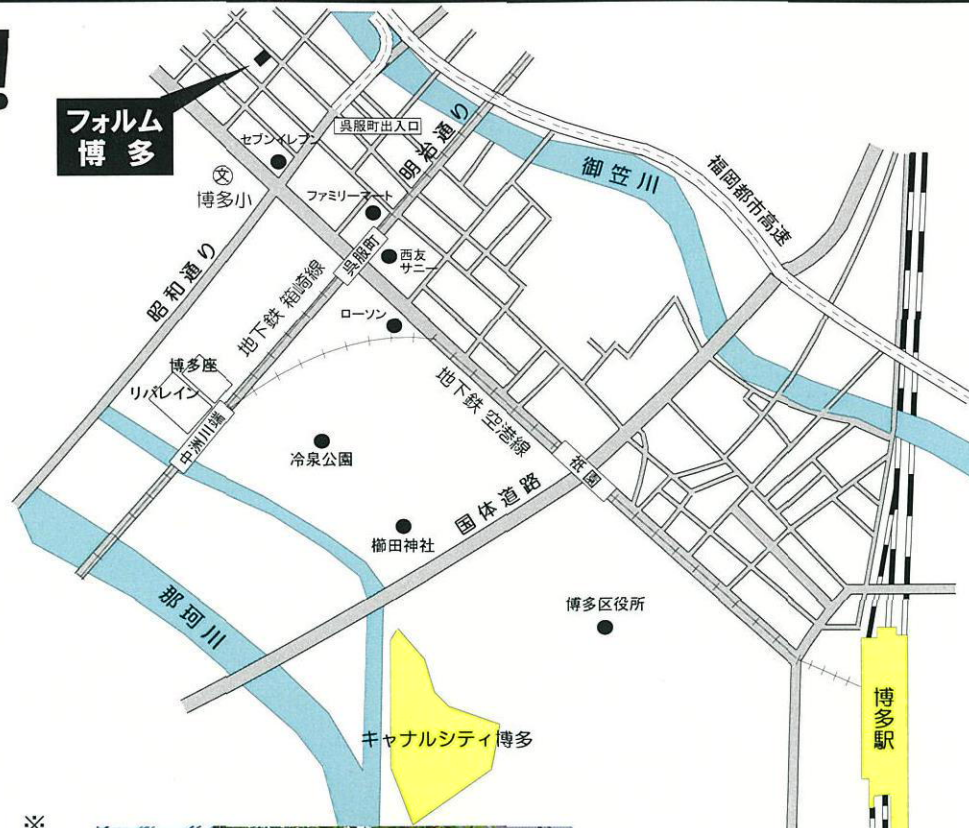 !
フォルム
博多
セブンイレブン
呉服町出入口
明治通り
御笠川
福岡都市高速
文
博多小
ファミリーマート
呉服町
西友
サニー
昭和通り
地下鉄 箱崎線
ローソン
博多座
リバレイン
中洲川端
地下鉄 空港線
冷泉公園
祇園
国体道路
櫛田神社
那珂川
博多区役所
キャナルシティ博多
博多駅
※